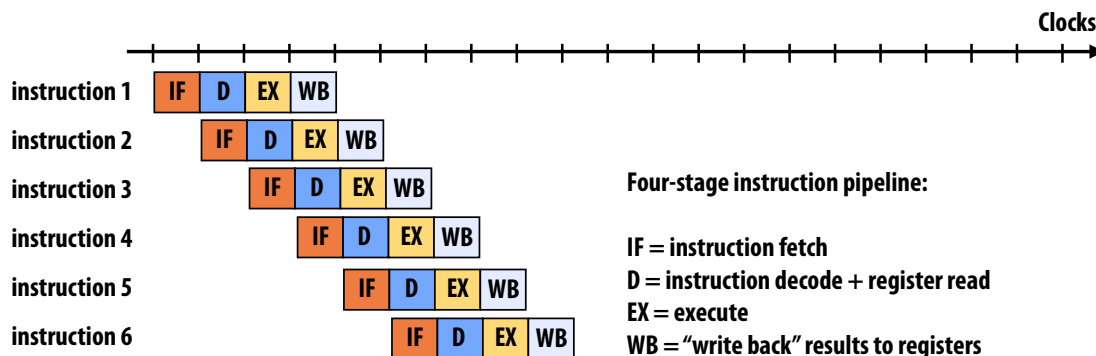 Clocks
instruction 1 IF D EX WB
instruction 2 IF D EX WB
instruction 3 IF D EX WB
instruction 4 IF D EX WB
instruction 5 IF D EX WB
instruction 6 IF D EX WB
Four-stage instruction pipeline:
IF = instruction fetch
D = instruction decode + register read
EX = execute
WB = “write back” results to registers